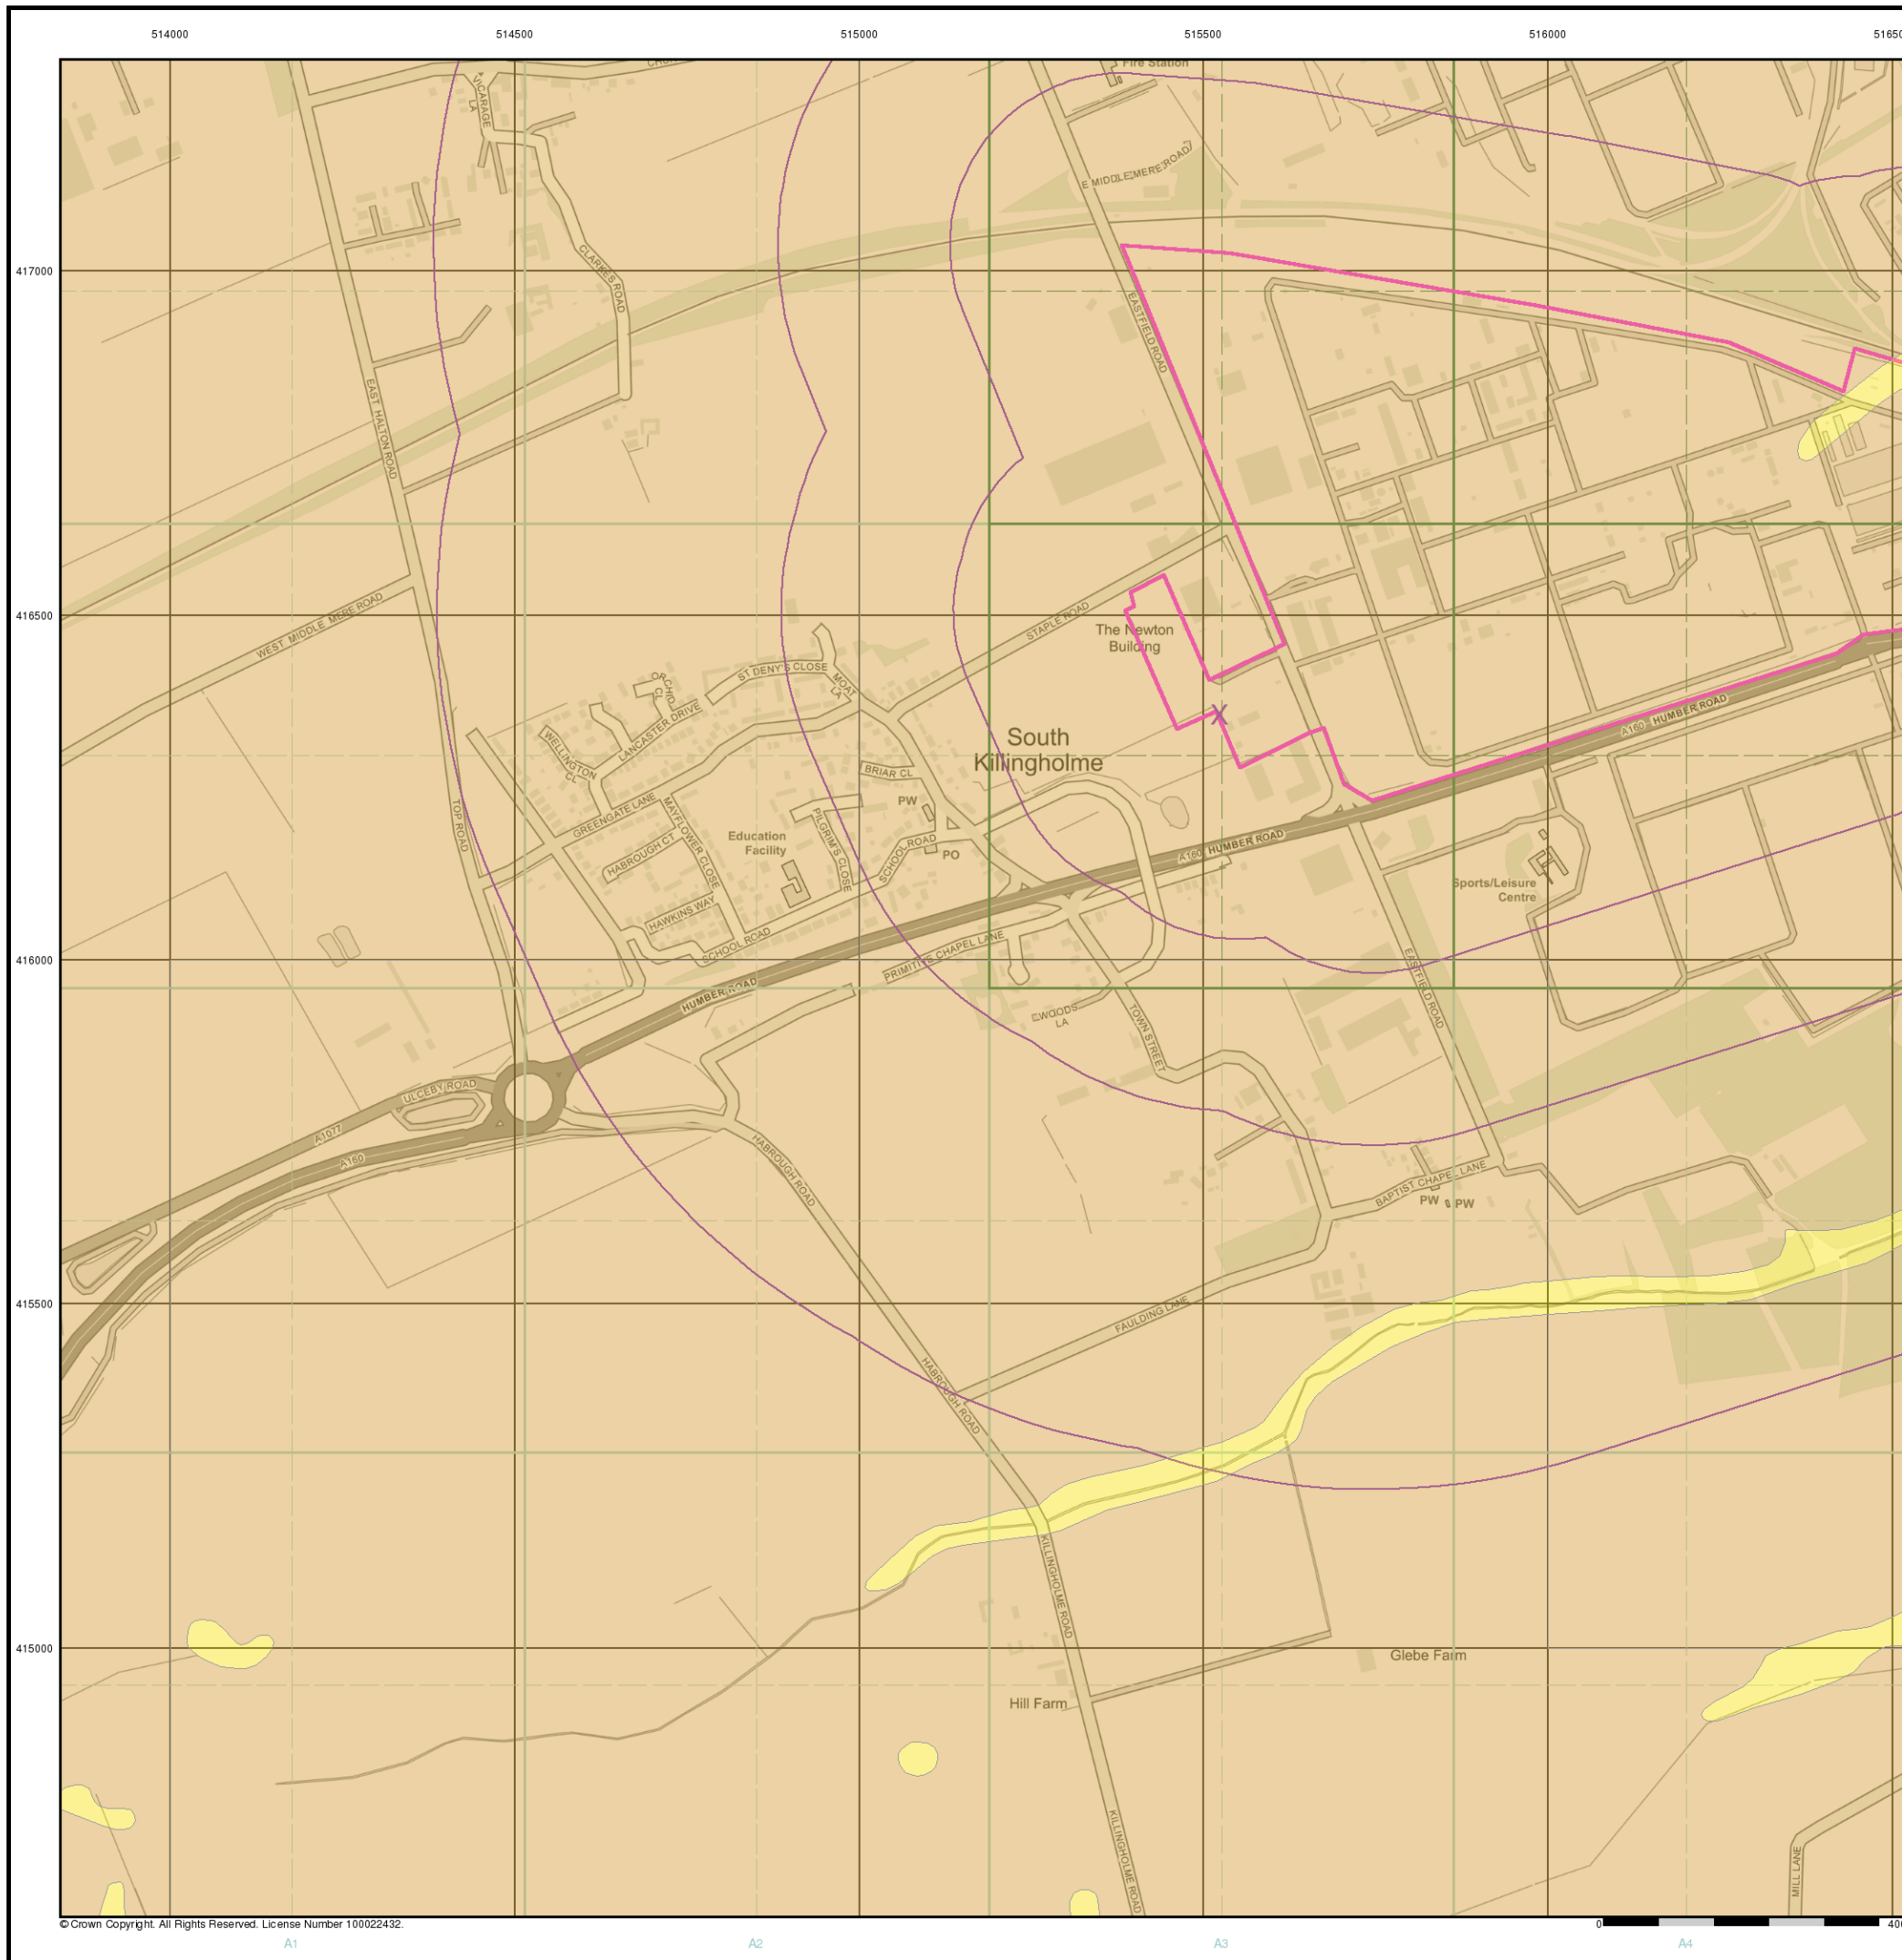 514000
514500
515000
515500
516000
Fire Station
VICARAGE LA
E MIDDLE MERE ROAD
CLARKES ROAD
417000
EASTFIELD ROAD
EAST HALTON ROAD
416500
WEST MIDDLE MERE ROAD
STAPLE ROAD
The Newton
Building
ST DENY'S CLOSE
MOAT LA
ORCHID CL
LANCASTER DRIVE
WELLINGTON CL
X
A160 HUMBER ROAD
South
Killingholme
BRIAR CL
PW
GREENGATE LANE
MAYFLOWER CLOSE
PILGRIM'S CLOSE
TOP ROAD
Education
Facility
HABROUGH CT
SCHOOL ROAD
PO
A160 HUMBER ROAD
Sports/Leisure
Centre
HAWKINS WAY
SCHOOL ROAD
PRIMITIVE CHAPEL LANE
416000
HUMBER ROAD
EASTFIELD ROAD
EWOODS
LA
TOWN STREET
ULCEBY ROAD
A1077
A160
HABROUGH ROAD
BAPTIST CHAPEL LANE
PW
PW
415500
FAULDING LANE
HABROUGH ROAD
KILLINGHOLME ROAD
415000
Glebe Farm
Hill Farm
KILLINGHOLME ROAD
MILL LANE
© Crown Copyright. All Rights Reserved. License Number 100022432.
0
A1
A2
A3
A4